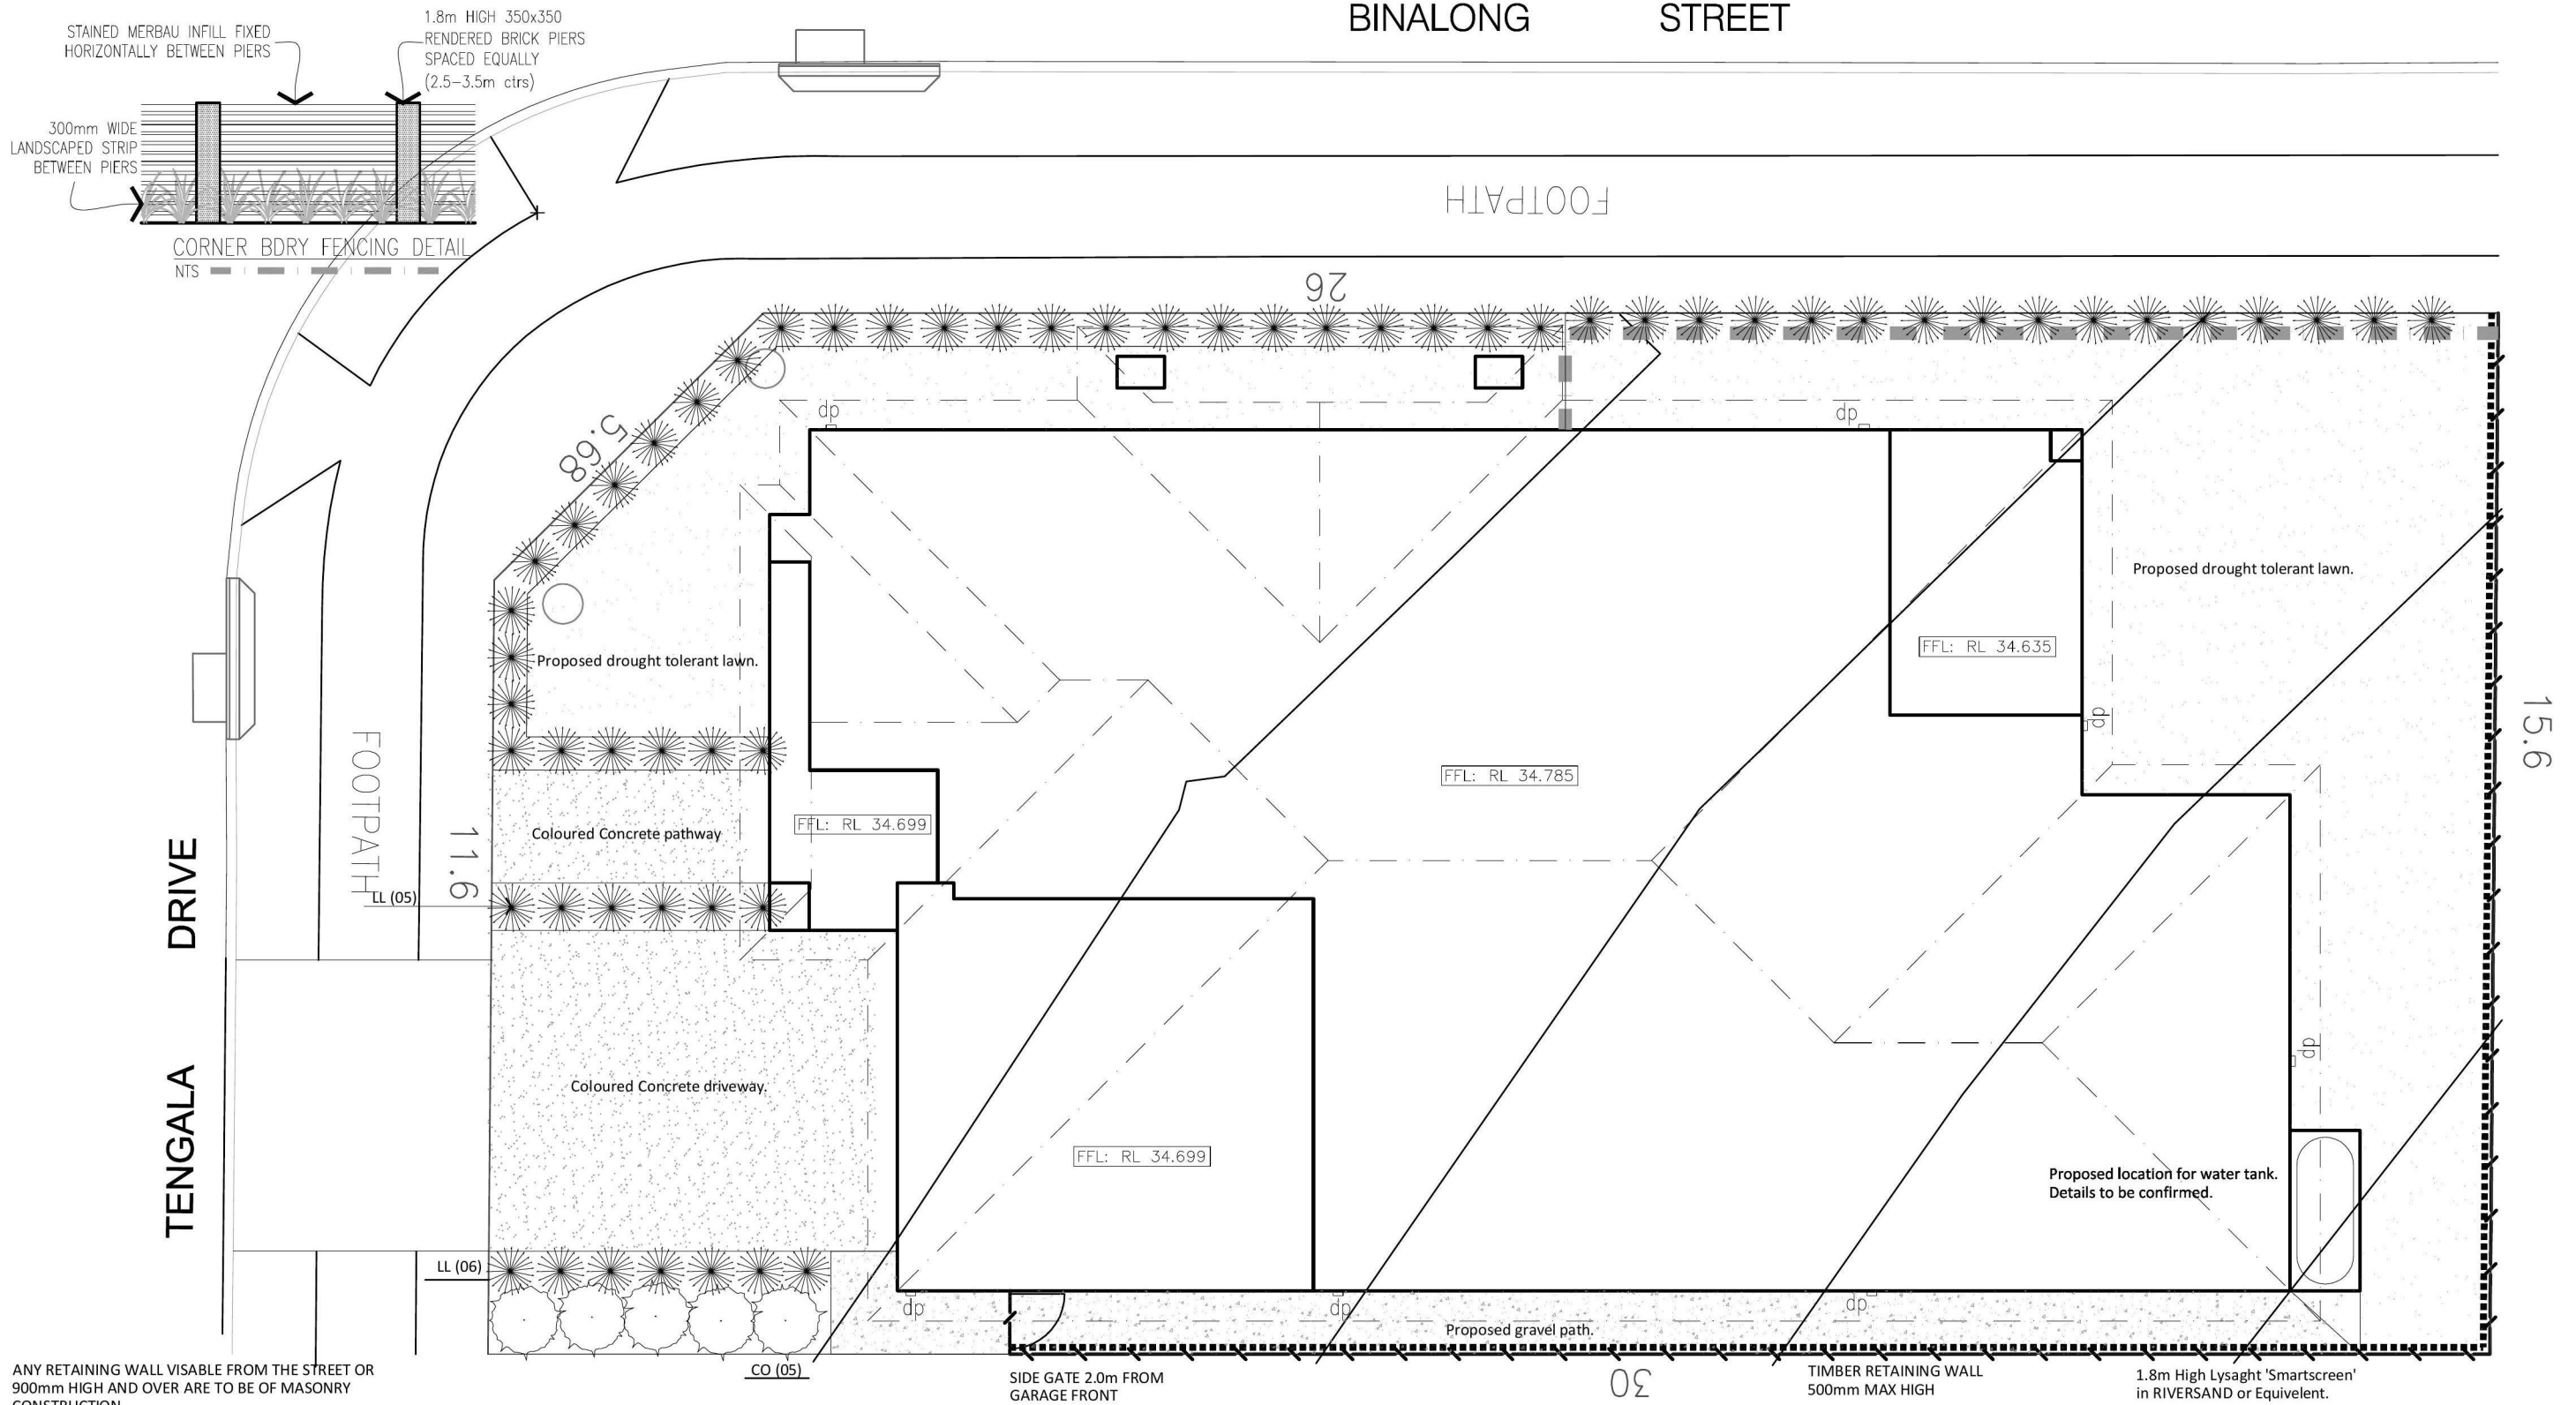 BINALONG STREET
STAINED MERBAU INFILL FIXED
HORIZONTALLY BETWEEN PIERS
1.8m HIGH 350x350
RENDERED BRICK PIERS
SPACED EQUALLY
(2.5-3.5m ctrs)
300mm WIDE
LANDSCAPED STRIP
BETWEEN PIERS
CORNER BDRY FENCING DETAIL
NTS
FOOTPATH
26
5.68
dp
dp
Proposed drought tolerant lawn.
FFL: RL 34.635
Proposed drought tolerant lawn.
dp
15.6
FFL: RL 34.785
FOOTPATH
11.6
FFL: RL 34.699
Coloured Concrete pathway
LL (05)
TENGALA DRIVE
dp
Coloured Concrete driveway.
FFL: RL 34.699
Proposed location for water tank.
Details to be confirmed.
LL (06)
dp
dp
dp
Proposed gravel path.
ANY RETAINING WALL VISABLE FROM THE STREET OR
900mm HIGH AND OVER ARE TO BE OF MASONRY
CONSTRUCTION
CO (05)
SIDE GATE 2.0m FROM
GARAGE FRONT
30
TIMBER RETAINING WALL
500mm MAX HIGH
1.8m High Lysaght 'Smartscreen'
in RIVERSAND or Equivelent.